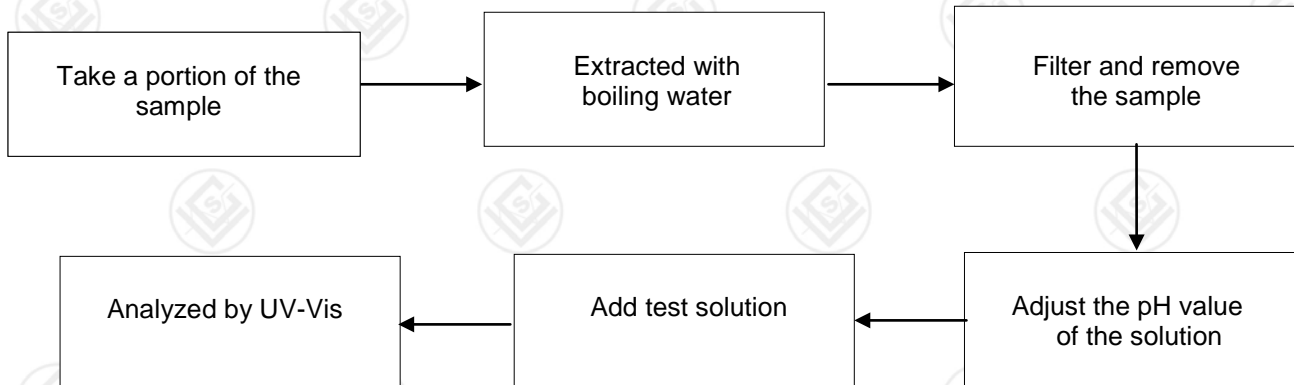 Take a portion of the
sample
Extracted with
boiling water
Filter and remove
the sample
Adjust the pH value
of the solution
Add test solution
Analyzed by UV-Vis